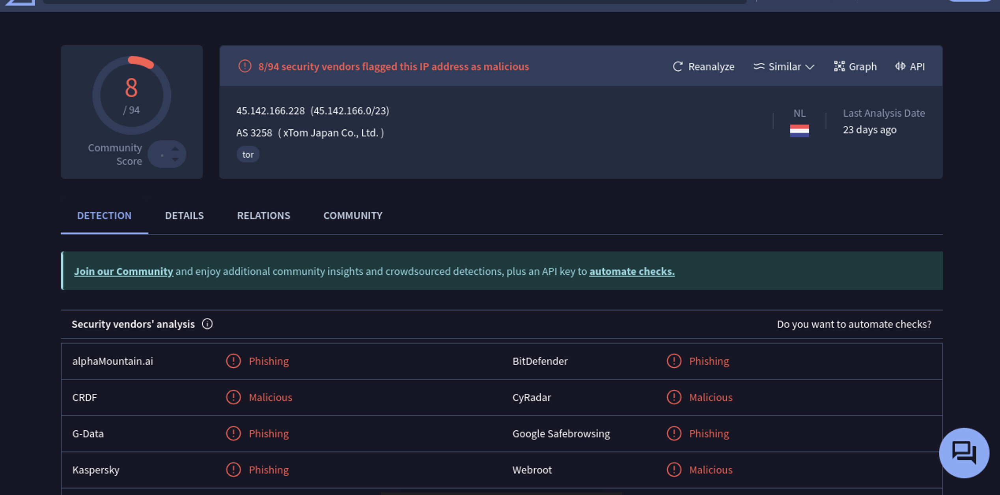 8/94 security vendors flagged this IP address as malicious
Reanalyze
Similar
Graph
API
8
/ 94
Community
Score
45.142.166.228 (45.142.166.0/23)
AS 3258 ( xTom Japan Co., Ltd. )
tor
NL
Last Analysis Date
23 days ago
DETECTION
DETAILS
RELATIONS
COMMUNITY
Join our Community and enjoy additional community insights and crowdsourced detections, plus an API key to automate checks.
Security vendors' analysis
Do you want to automate checks?
alphaMountain.ai
Phishing
BitDefender
Phishing
CRDF
Malicious
CyRadar
Malicious
G-Data
Phishing
Google Safebrowsing
Phishing
Kaspersky
Phishing
Webroot
Malicious